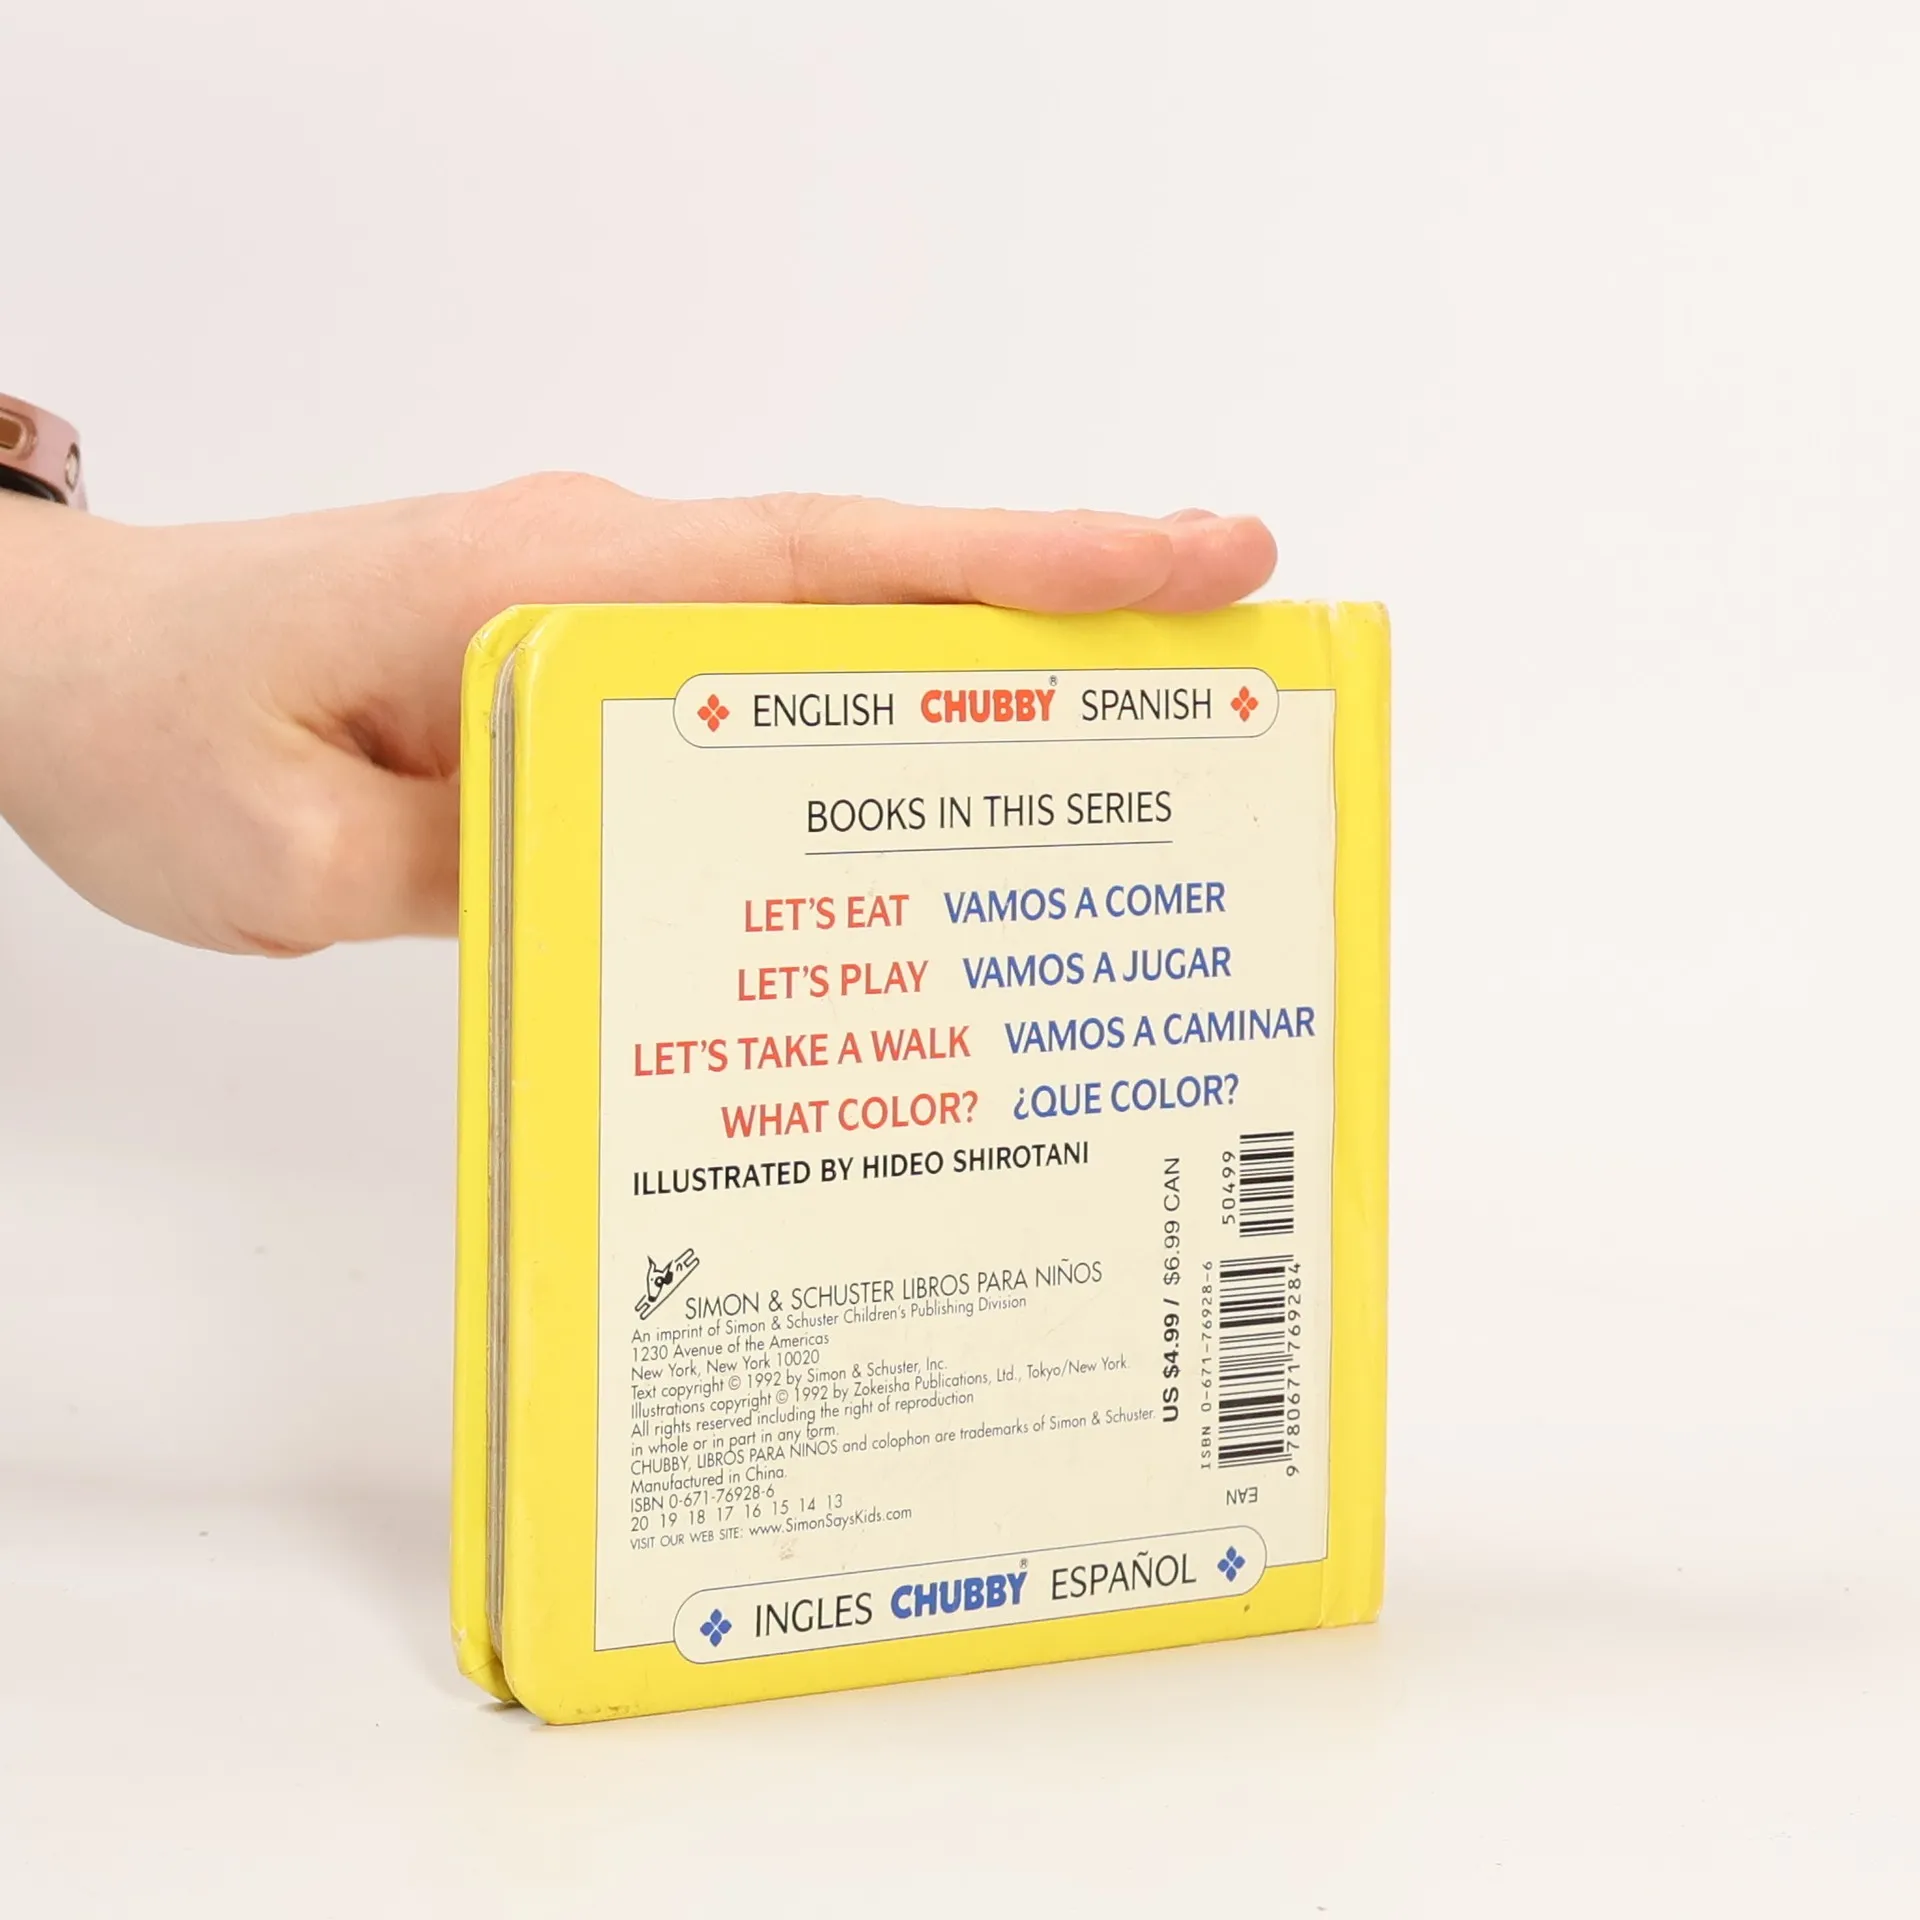 ENGLISH CHUBBY® SPANISH
BOOKS IN THIS SERIES
LET'S EAT VAMOS A COMER
LET'S PLAY VAMOS A JUGAR
LET'S TAKE A WALK VAMOS A CAMINAR
WHAT COLOR? ¿QUE COLOR?
ILLUSTRATED BY HIDEO SHIROTANI
SIMON & SCHUSTER LIBROS PARA NIÑOS
An imprint of Simon & Schuster Children's Publishing Division
1230 Avenue of the Americas
New York, New York 10020
Text copyright © 1992 by Simon & Schuster, Inc.
Illustrations copyright © 1992 by Zokeisha Publications, Ltd., Tokyo/New York.
All rights reserved including the right of reproduction
in whole or in part in any form.
CHUBBY, LIBROS PARA NINOS and colophon are trademarks of Simon & Schuster.
Manufactured in China.
ISBN 0-671-76928-6
20 19 18 17 16 15 14 13
VISIT OUR WEB SITE: www.SimonSaysKids.com
US $4.99 / $6.99 CAN
50499
ISBN 0-671-76928-6
9 780671 769284
EAN
INGLES CHUBBY® ESPAÑOL